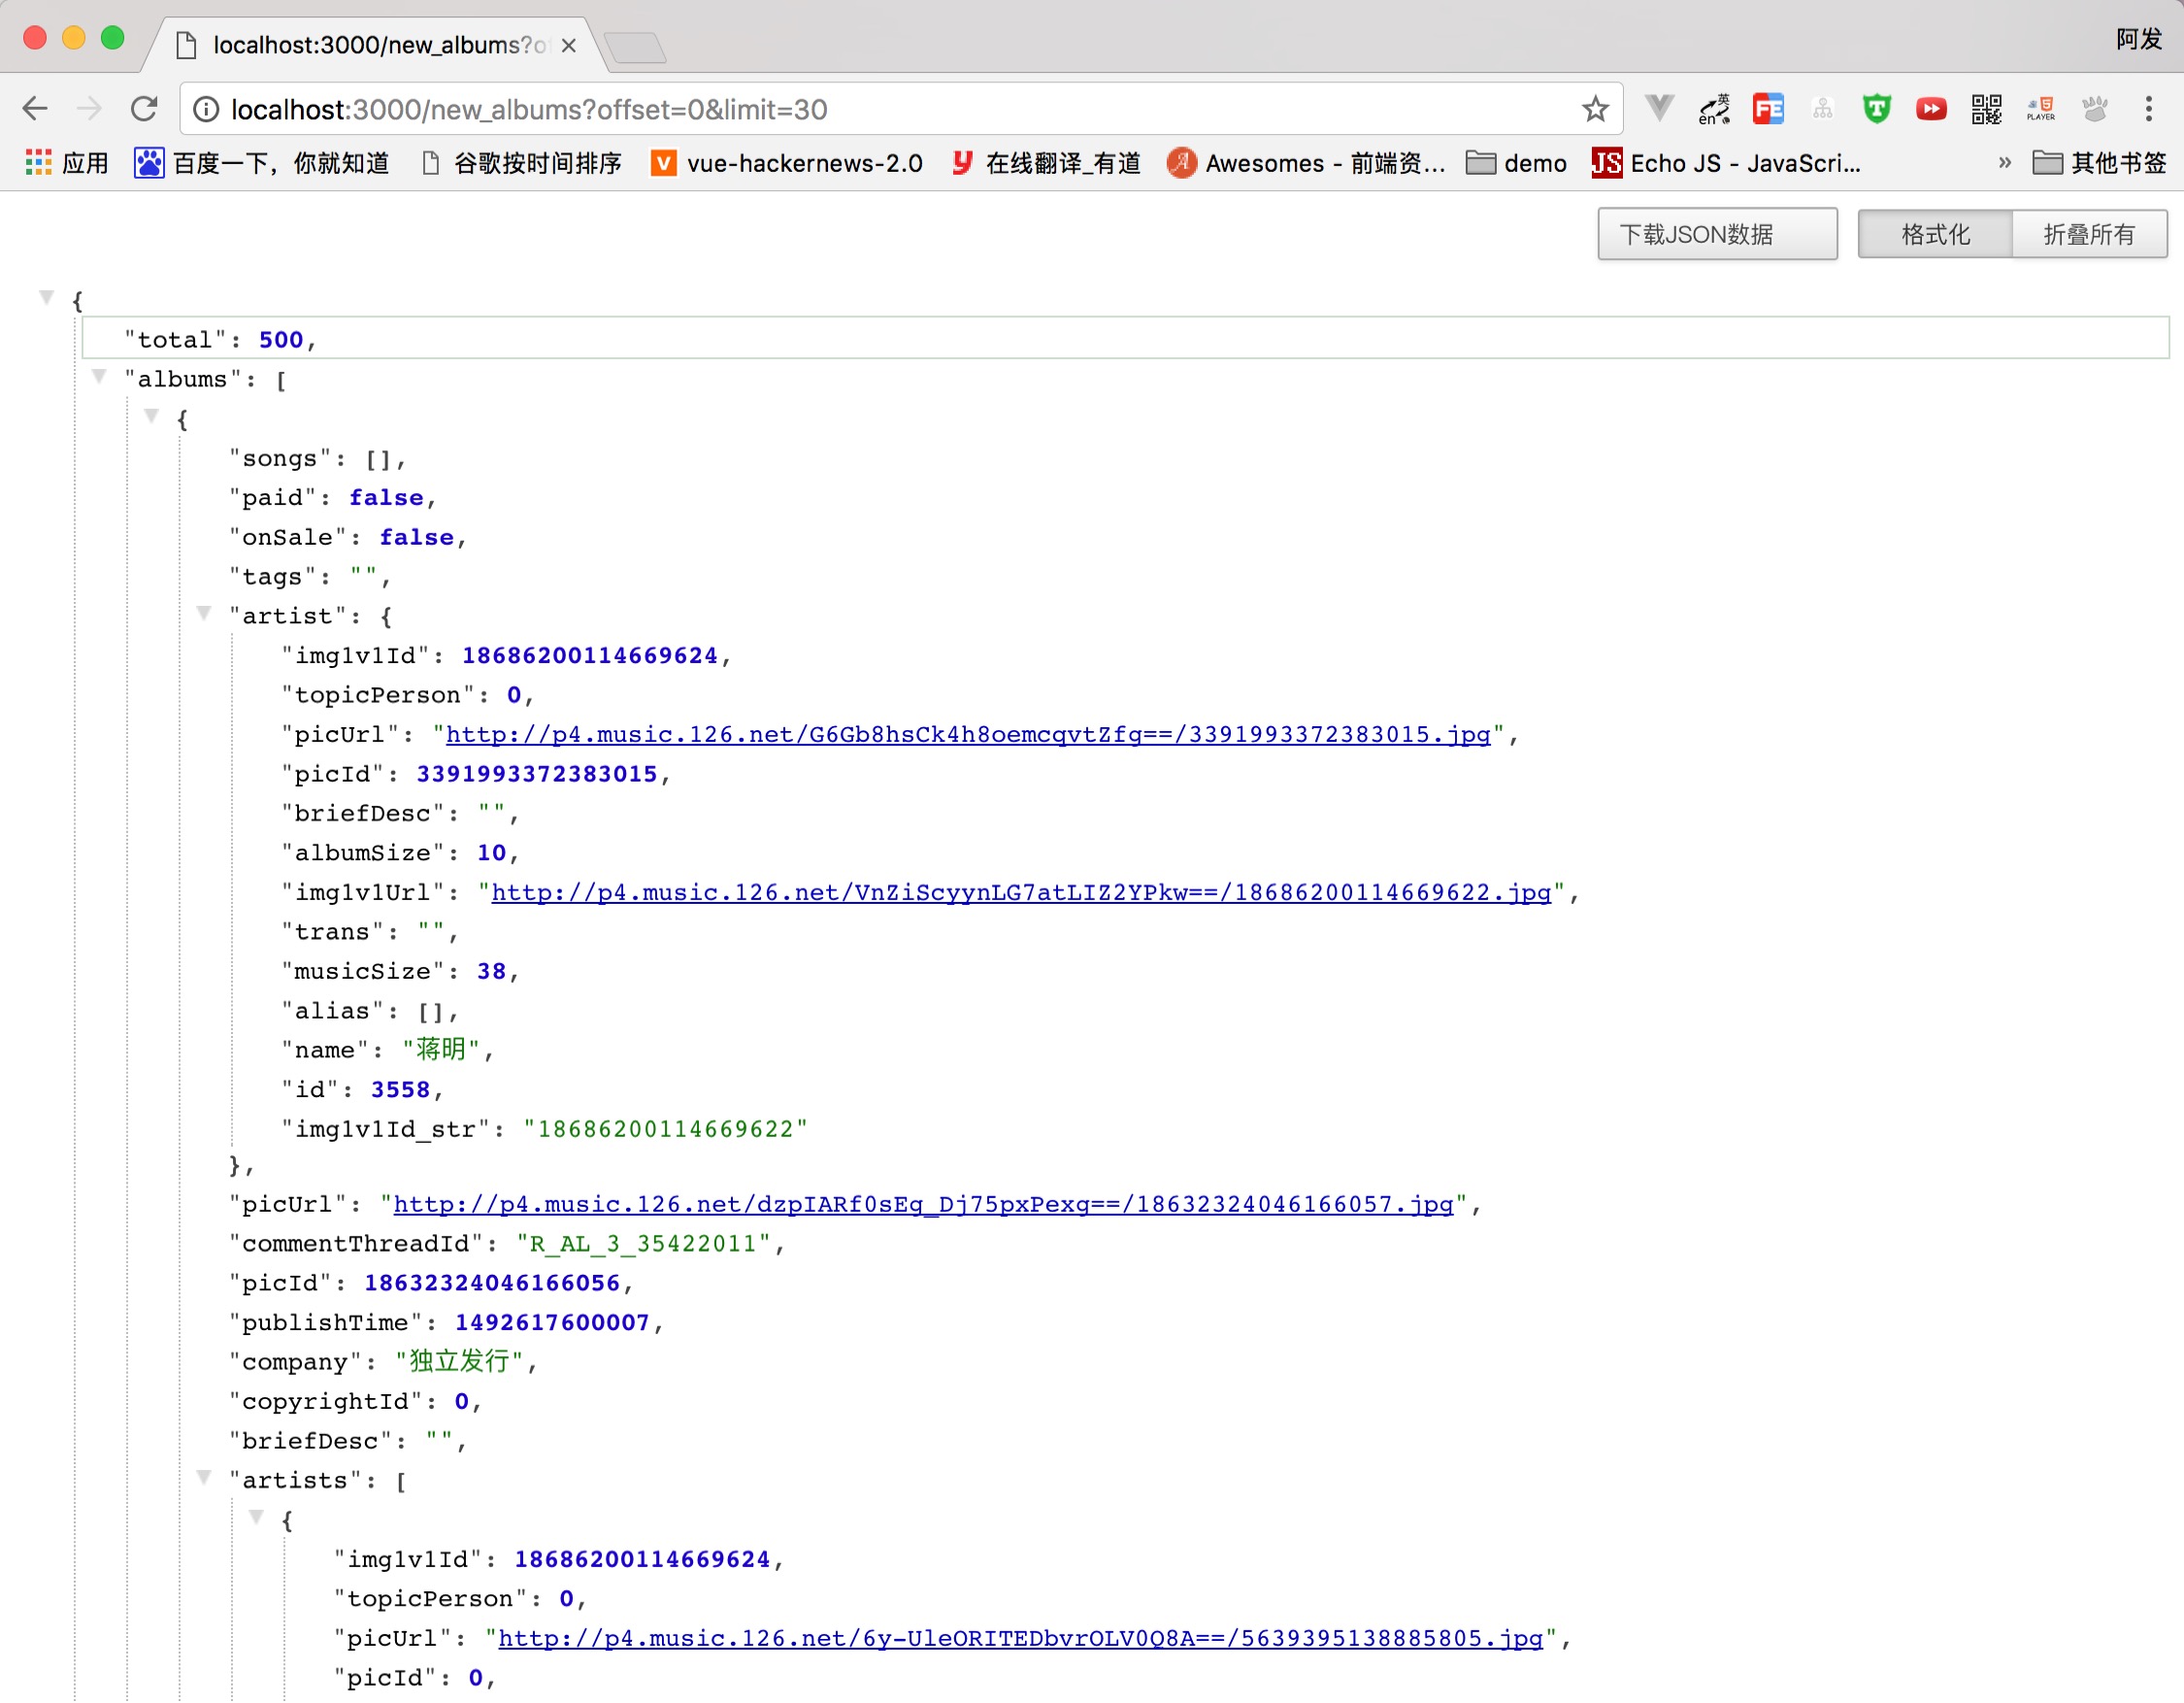 localhost:3000/new_albums?o
阿发
localhost:3000/new_albums?offset=0&limit=30
英
en
FE
T
5
PLAYER
应用
百度一下，你就知道
谷歌按时间排序
V vue-hackernews-2.0
y 在线翻译_有道
A Awesomes - 前端资...
demo
JS Echo JS - JavaScri...
»
其他书签
下载JSON数据
格式化
折叠所有
{
"total": 500,
"albums": [
{
"songs": [],
"paid": false,
"onSale": false,
"tags": "",
"artist": {
"img1v1Id": 18686200114669624,
"topicPerson": 0,
"picUrl": "http://p4.music.126.net/G6Gb8hsCk4h8oemcqvtZfg==/3391993372383015.jpg",
"picId": 3391993372383015,
"briefDesc": "",
"albumSize": 10,
"img1v1Url": "http://p4.music.126.net/VnZiScyynLG7atLIZ2YPkw==/18686200114669622.jpg",
"trans": "",
"musicSize": 38,
"alias": [],
"name": "蒋明",
"id": 3558,
"img1v1Id_str": "18686200114669622"
},
"picUrl": "http://p4.music.126.net/dzpIARf0sEg_Dj75pxPexg==/18632324046166057.jpg",
"commentThreadId": "R_AL_3_35422011",
"picId": 18632324046166056,
"publishTime": 1492617600007,
"company": "独立发行",
"copyrightId": 0,
"briefDesc": "",
"artists": [
{
"img1v1Id": 18686200114669624,
"topicPerson": 0,
"picUrl": "http://p4.music.126.net/6y-UleORITEDbvrOLV0Q8A==/5639395138885805.jpg",
"picId": 0,